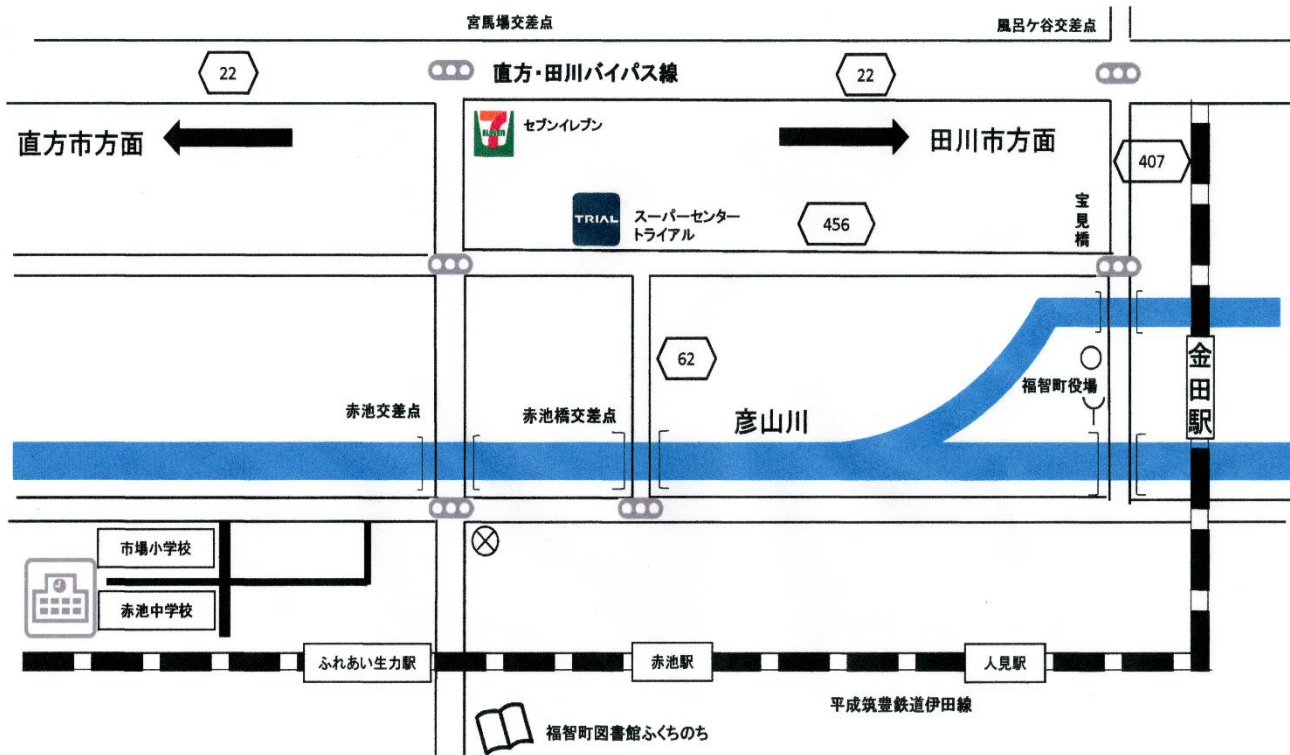 宮馬場交差点
風呂ケ谷交差点
22
直方・田川バイパス線
22
直方市方面
7
ELEVEN
セブンイレブン
田川市方面
407
TRIAL
スーパーセンター
トライアル
456
宝見橋
62
金田駅
福智町役場
赤池交差点
赤池橋交差点
彦山川
市場小学校
赤池中学校
ふれあい生力駅
赤池駅
人見駅
平成筑豊鉄道伊田線
福智町図書館ふくちのち